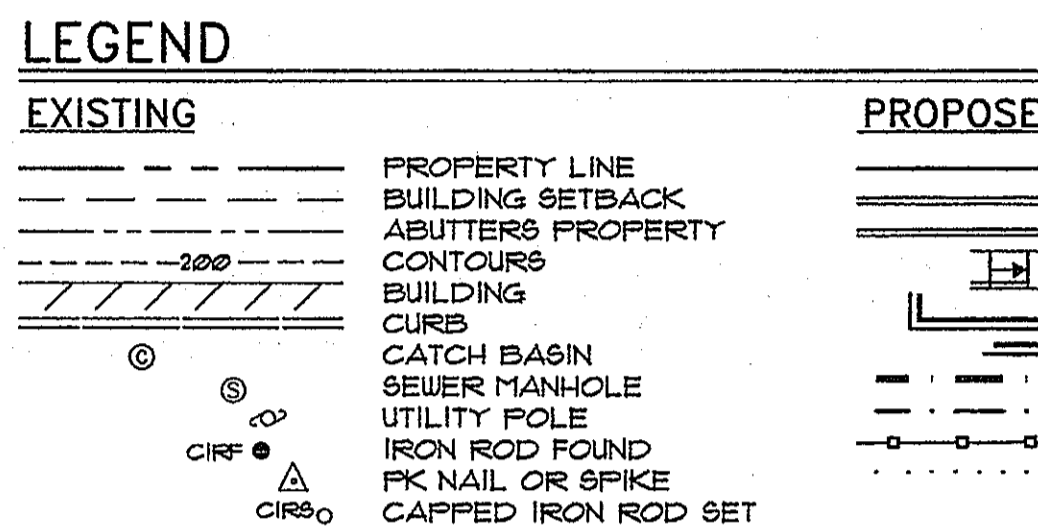 LEGEND
EXISTING
PROPOSE
PROPERTY LINE
BUILDING SETBACK
ABUTTERS PROPERTY
200 CONTOURS
BUILDING
CURB
C CATCH BASIN
S SEWER MANHOLE
UTILITY POLE
CIRF IRON ROD FOUND
PK NAIL OR SPIKE
CIRS CAPPED IRON ROD SET